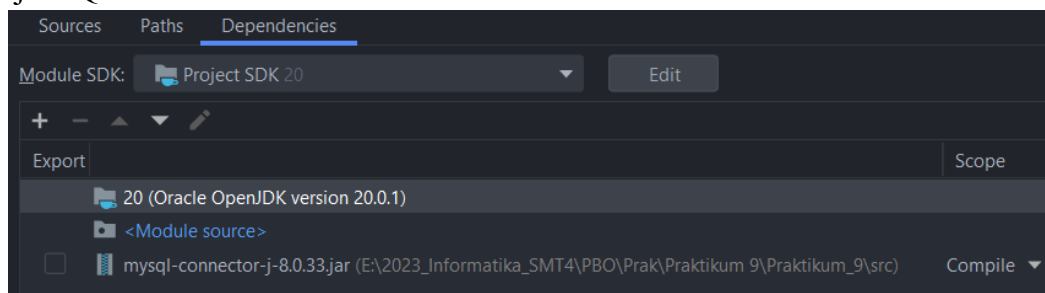 Sources Paths Dependencies
Module SDK: Project SDK 20 Edit
Export Scope
20 (Oracle OpenJDK version 20.0.1)
<Module source>
mysql-connector-j-8.0.33.jar (E:\2023_Informatika_SMT4\PBO\Prak\Praktikum 9\Praktikum_9\src) Compile